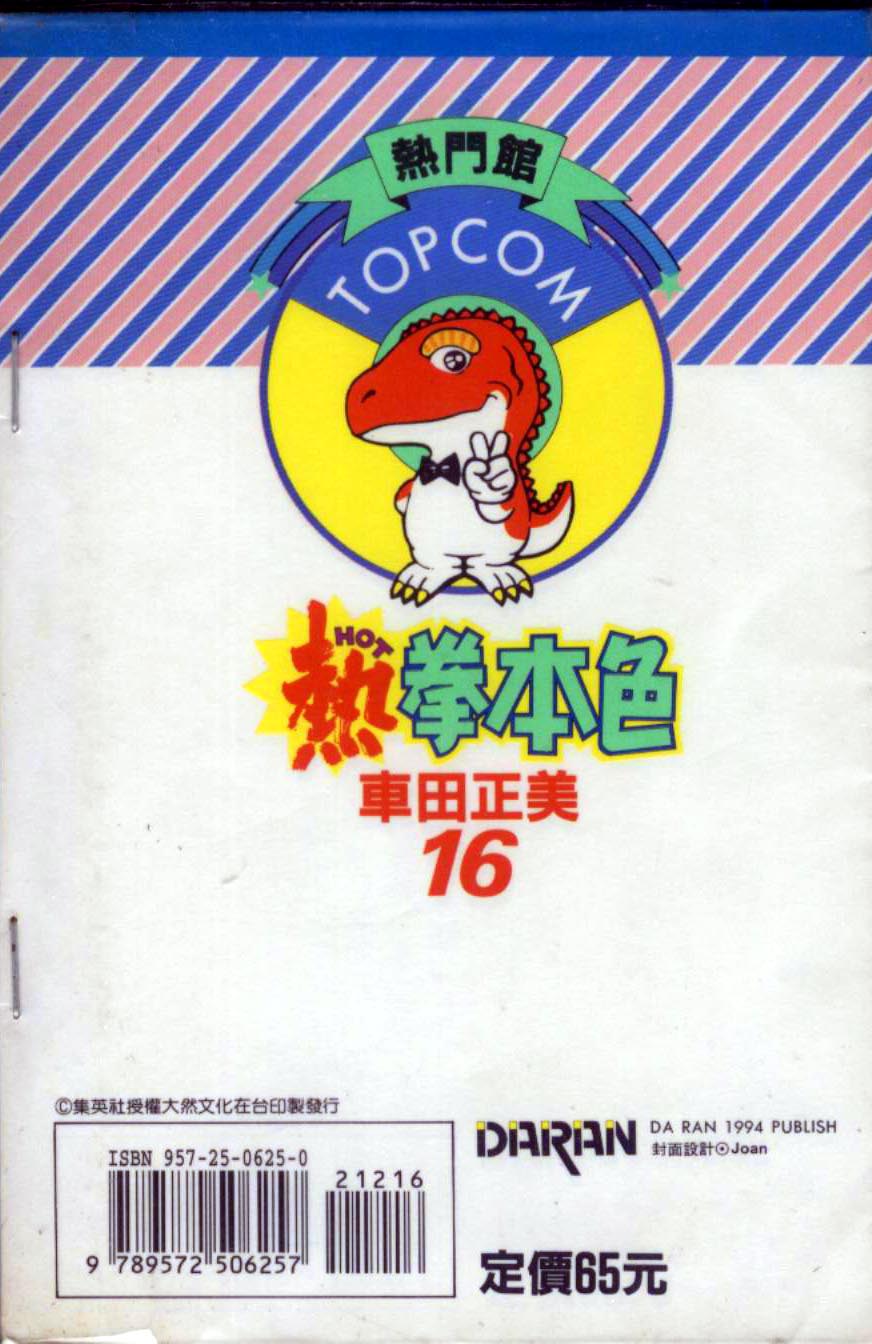 熱門館
TOPCOM
HOT
熱拳本色
車田正美
16
©集英社授權大然文化在台印製發行
ISBN 957-25-0625-0
21216
9 789572 506257
DARAN
DA RAN 1994 PUBLISH
封面設計⊙Joan
定價65元